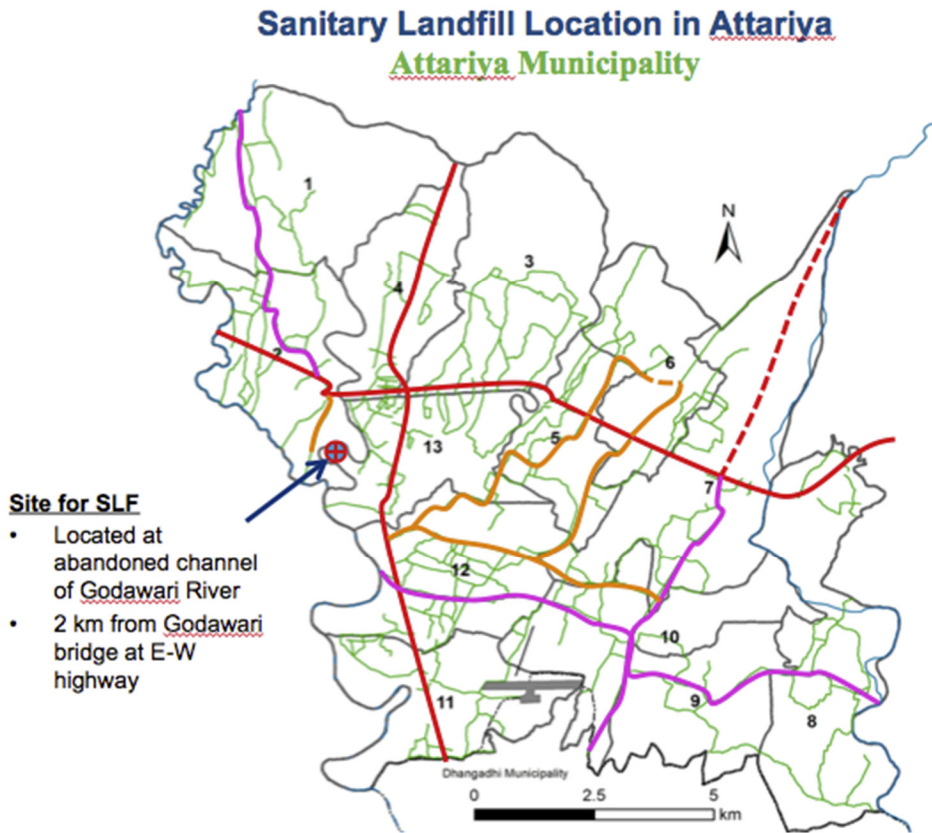 Sanitary Landfill Location in Attariya
Attariya Municipality
N
1
2
3
4
5
6
7
8
9
10
11
12
13
Site for SLF
• Located at
abandoned channel
of Godawari River
• 2 km from Godawari
bridge at E-W
highway
Dhangadhi Municipality
0 2.5 5
km